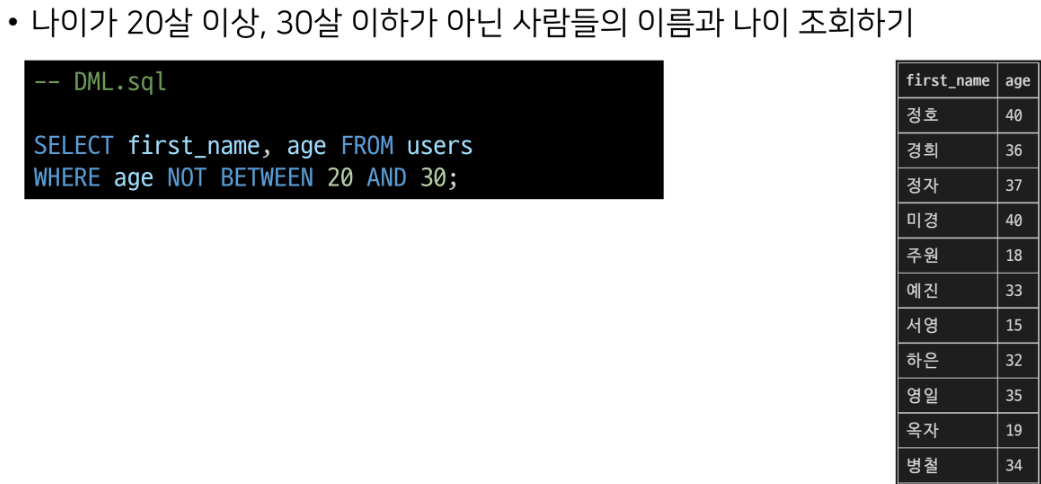 • 나이가 20살 이상, 30살 이하가 아닌 사람들의 이름과 나이 조회하기
-- DML.sql
SELECT first_name, age FROM users
WHERE age NOT BETWEEN 20 AND 30;
first_name age
정호 40
경희 36
정자 37
미경 40
주원 18
예진 33
서영 15
하은 32
영일 35
옥자 19
병철 34